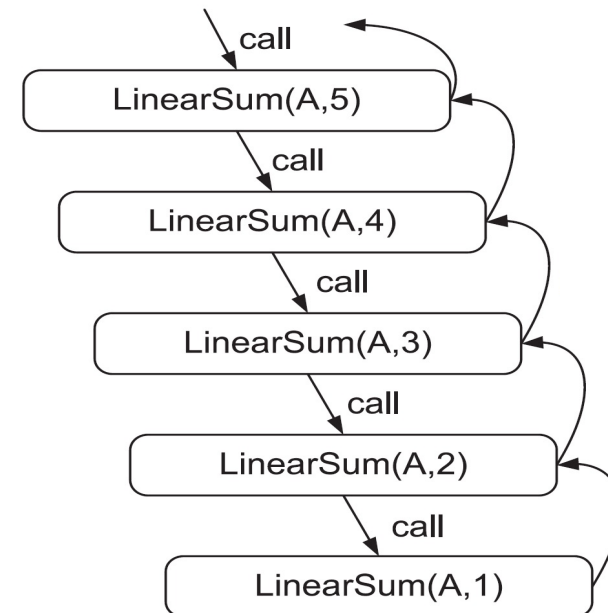 call
LinearSum(A,5)
call
LinearSum(A,4)
call
LinearSum(A,3)
call
LinearSum(A,2)
call
LinearSum(A,1)